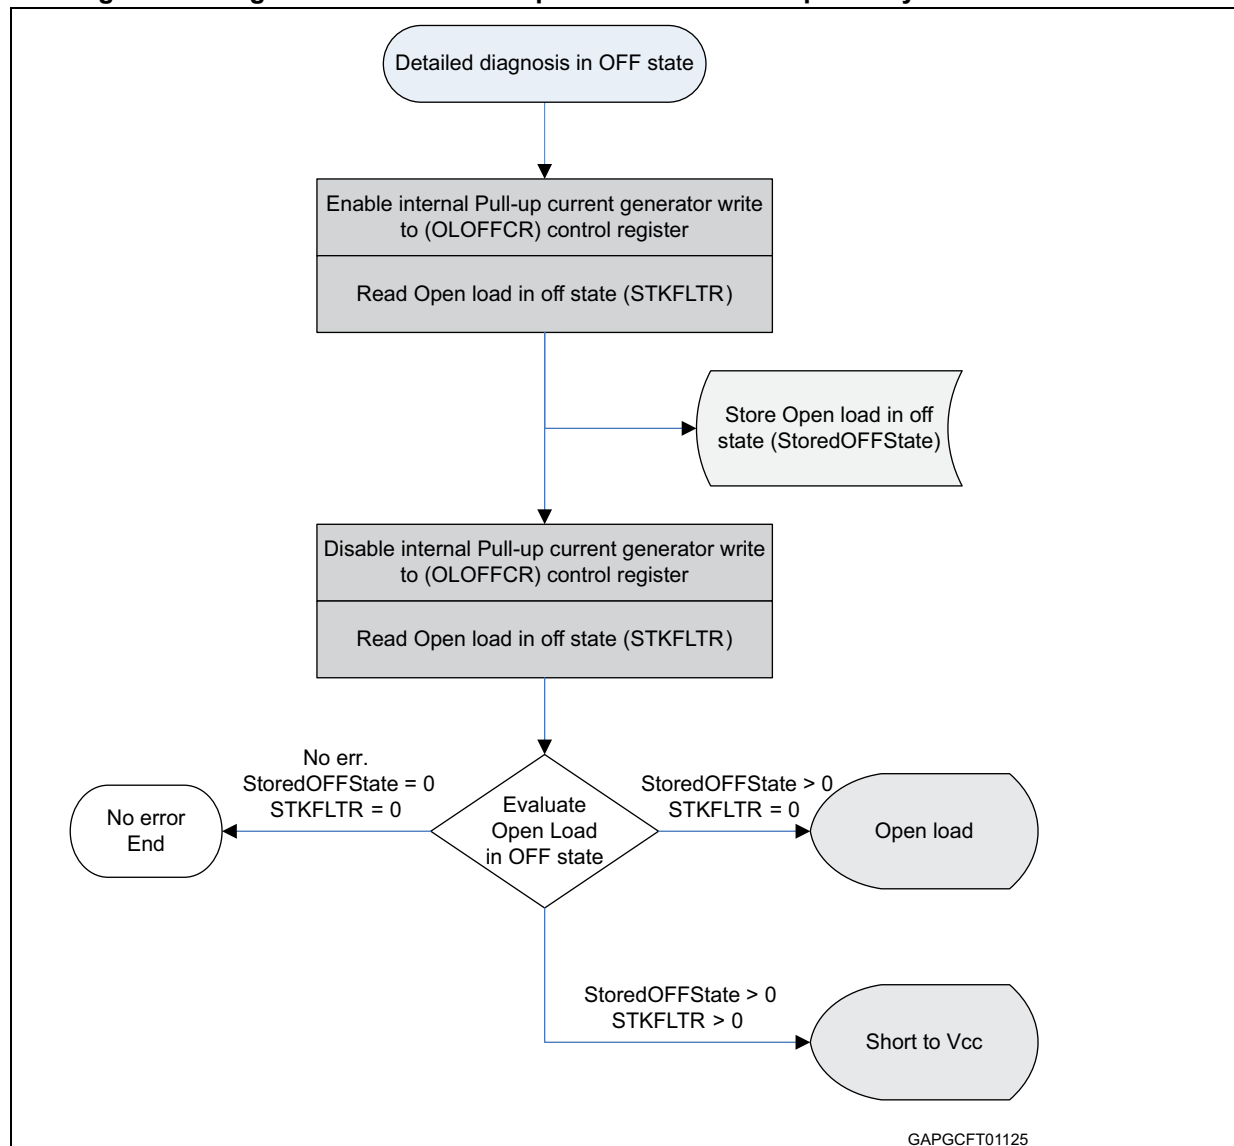 Detailed diagnosis in OFF state
Enable internal Pull-up current generator write
to (OLOFFCR) control register
Read Open load in off state (STKFLTR)
Store Open load in off
state (StoredOFFState)
Disable internal Pull-up current generator write
to (OLOFFCR) control register
Read Open load in off state (STKFLTR)
No err.
StoredOFFState = 0
STKFLTR = 0
StoredOFFState > 0
STKFLTR = 0
No error
End
Evaluate
Open Load
in OFF state
Open load
StoredOFFState > 0
STKFLTR > 0
Short to Vcc
GAPGCFT01125